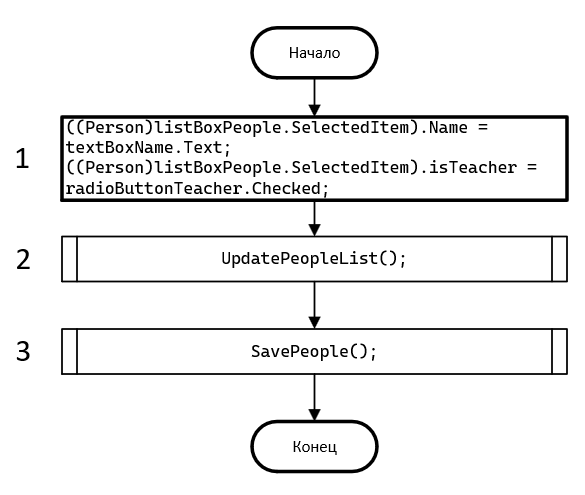 Начало
1
((Person)listBoxPeople.SelectedItem).Name =
textBoxName.Text;
((Person)listBoxPeople.SelectedItem).isTeacher =
radioButtonTeacher.Checked;
2
UpdatePeopleList();
3
SavePeople();
Конец